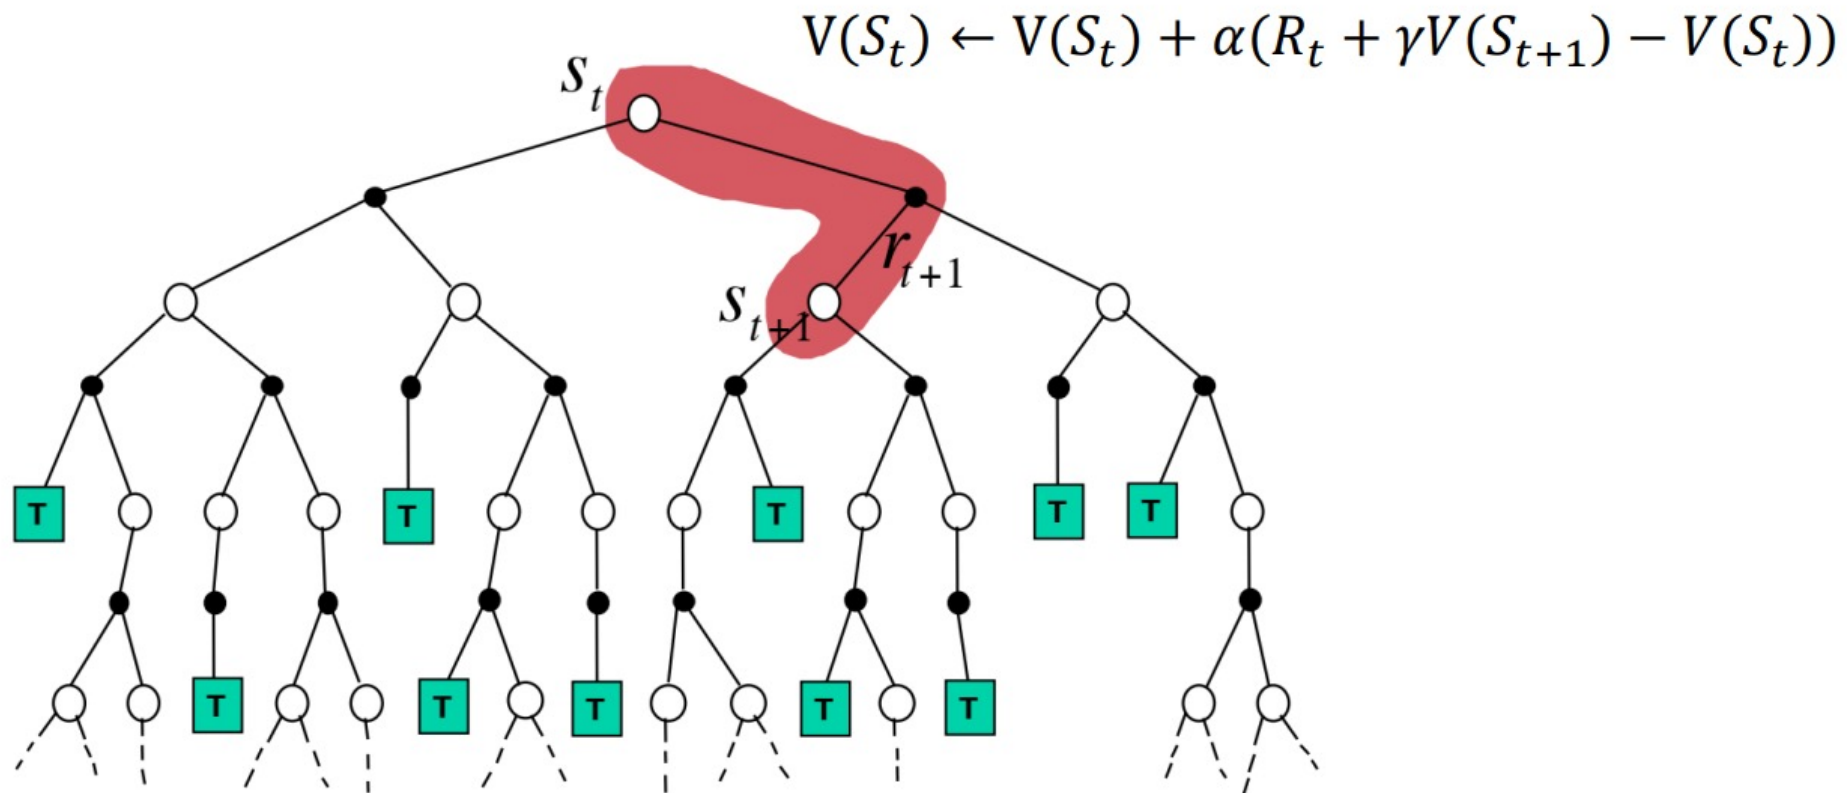 V(S_t) ← V(S_t) + α(R_t + γV(S_{t+1}) − V(S_t))
s_t
r_{t+1}
s_{t+1}
T T T T T
T T T T T